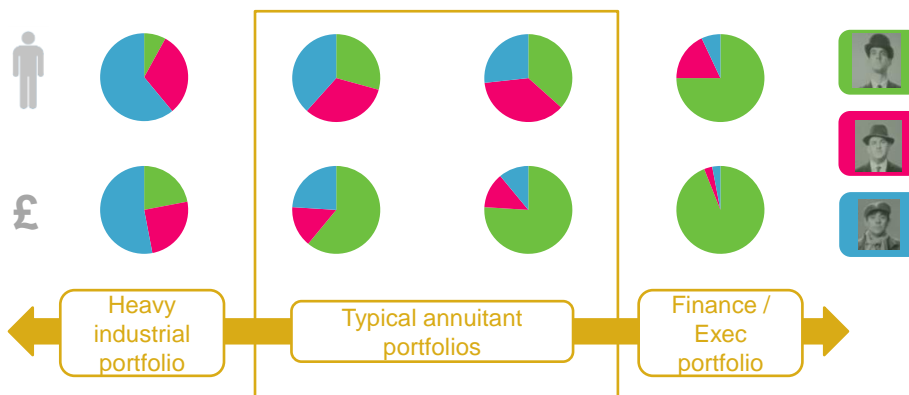 £
Heavy
industrial
portfolio
Typical annuitant
portfolios
Finance /
Exec
portfolio